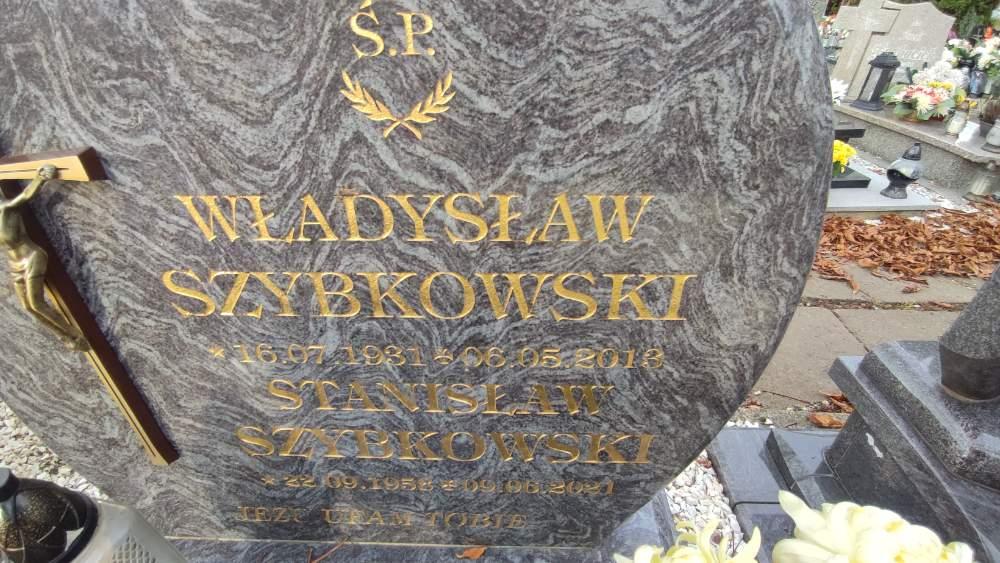 Ś.P.
WŁADYSŁAW
SZYBKOWSKI
* 16.07.1931 ✝ 06.05.2013
STANISŁAW
SZYBKOWSKI
* 22.09.1958 ✝ 09.06.2021
JEZU UFAM TOBIE